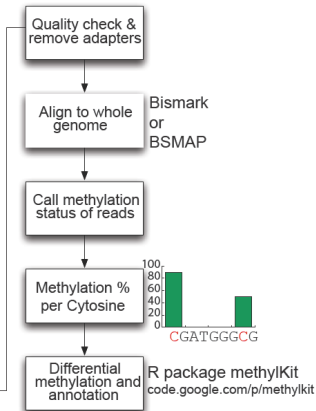 Quality check &
remove adapters
Align to whole
genome
Bismark
or
BSMAP
Call methylation
status of reads
Methylation %
per Cytosine
100
80
60
40
20
0
CGATGGGCG
Differential
methylation and
annotation
R package methylKit
code.google.com/p/methylkit